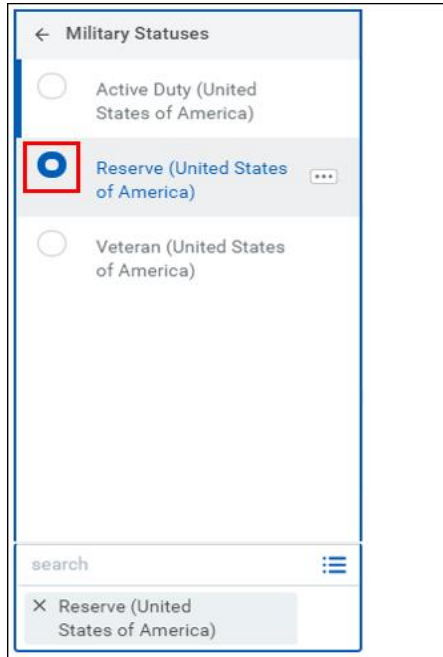 Military Statuses
Active Duty (United
States of America)
Reserve (United States
of America)
Veteran (United States
of America)
search
Reserve (United
States of America)